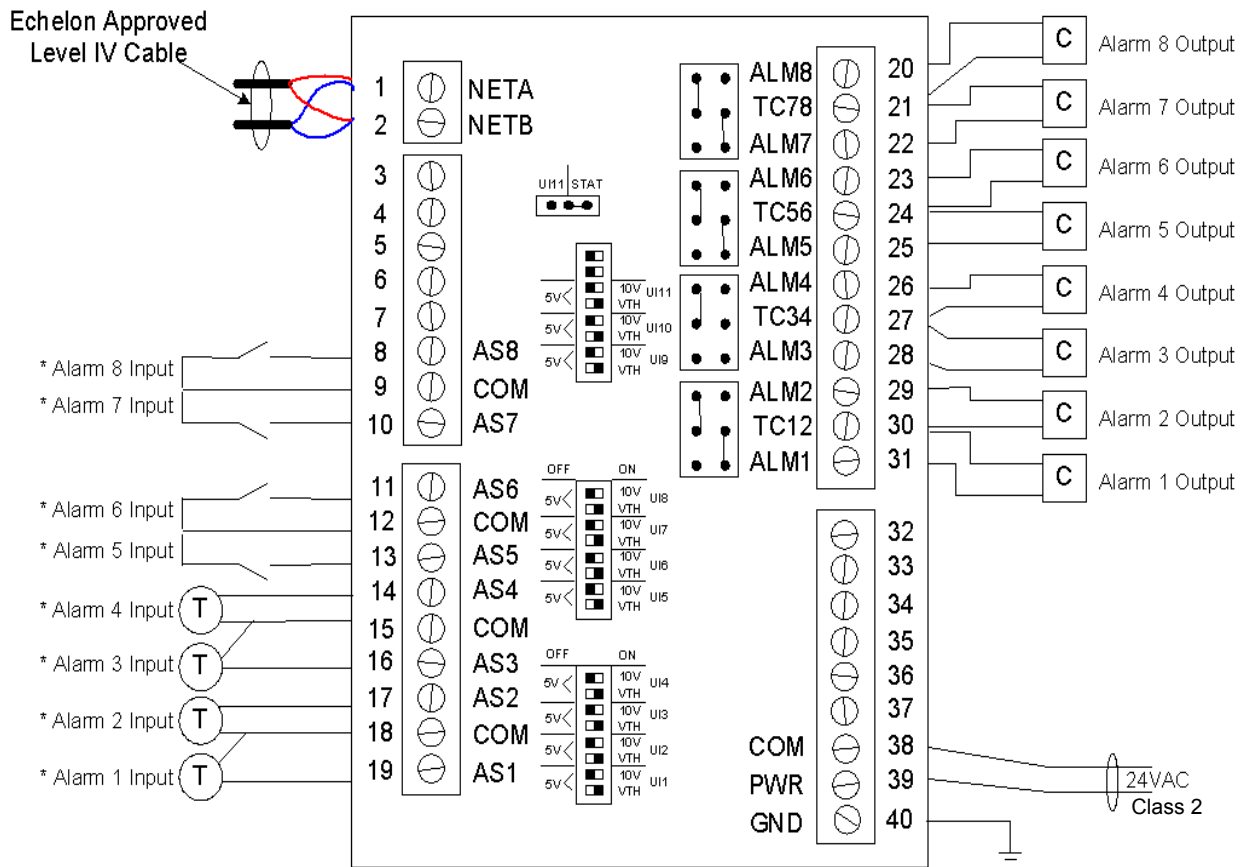 Echelon Approved
Level IV Cable
1 NETA
2 NETB
3
4
5
6
7
8 AS8
9 COM
10 AS7
11 AS6
12 COM
13 AS5
14 AS4
15 COM
16 AS3
17 AS2
18 COM
19 AS1
* Alarm 8 Input
* Alarm 7 Input
* Alarm 6 Input
* Alarm 5 Input
T
* Alarm 4 Input
T
* Alarm 3 Input
T
* Alarm 2 Input
T
* Alarm 1 Input
UI11 STAT
5V 10V UI11
VTH
5V 10V UI10
VTH
5V 10V UI9
VTH
OFF ON
5V 10V UI8
VTH
5V 10V UI7
VTH
5V 10V UI6
VTH
5V 10V UI5
VTH
OFF ON
5V 10V UI4
VTH
5V 10V UI3
VTH
5V 10V UI2
VTH
5V 10V UI1
VTH
ALM8 20
TC78 21
ALM7 22
ALM6 23
TC56 24
ALM5 25
ALM4 26
TC34 27
ALM3 28
ALM2 29
TC12 30
ALM1 31
32
33
34
35
36
37
COM 38
PWR 39
GND 40
C Alarm 8 Output
C Alarm 7 Output
C Alarm 6 Output
C Alarm 5 Output
C Alarm 4 Output
C Alarm 3 Output
C Alarm 2 Output
C Alarm 1 Output
24VAC
Class 2